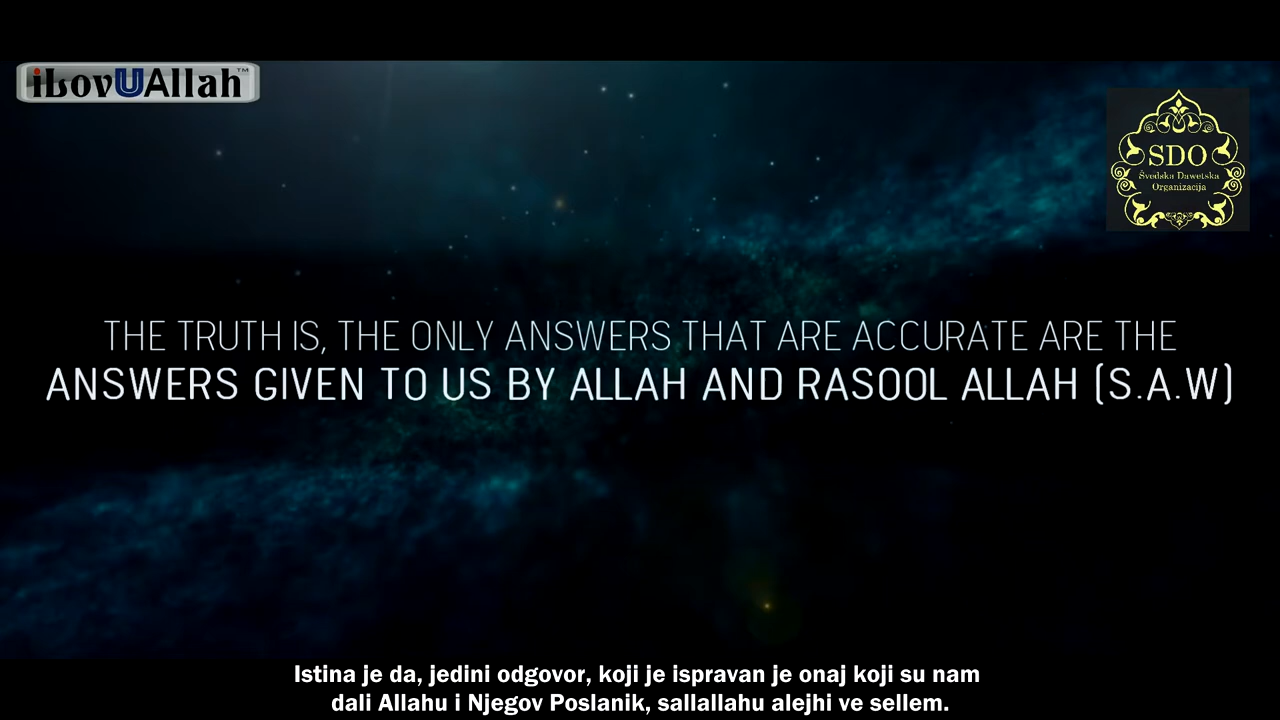 iLovUAllah™
SDO
Švedska Dawetska
Organizacija
THE TRUTH IS, THE ONLY ANSWERS THAT ARE ACCURATE ARE THE
ANSWERS GIVEN TO US BY ALLAH AND RASOOL ALLAH (S.A.W)
Istina je da, jedini odgovor, koji je ispravan je onaj koji su nam
dali Allahu i Njegov Poslanik, sallallahu alejhi ve sellem.